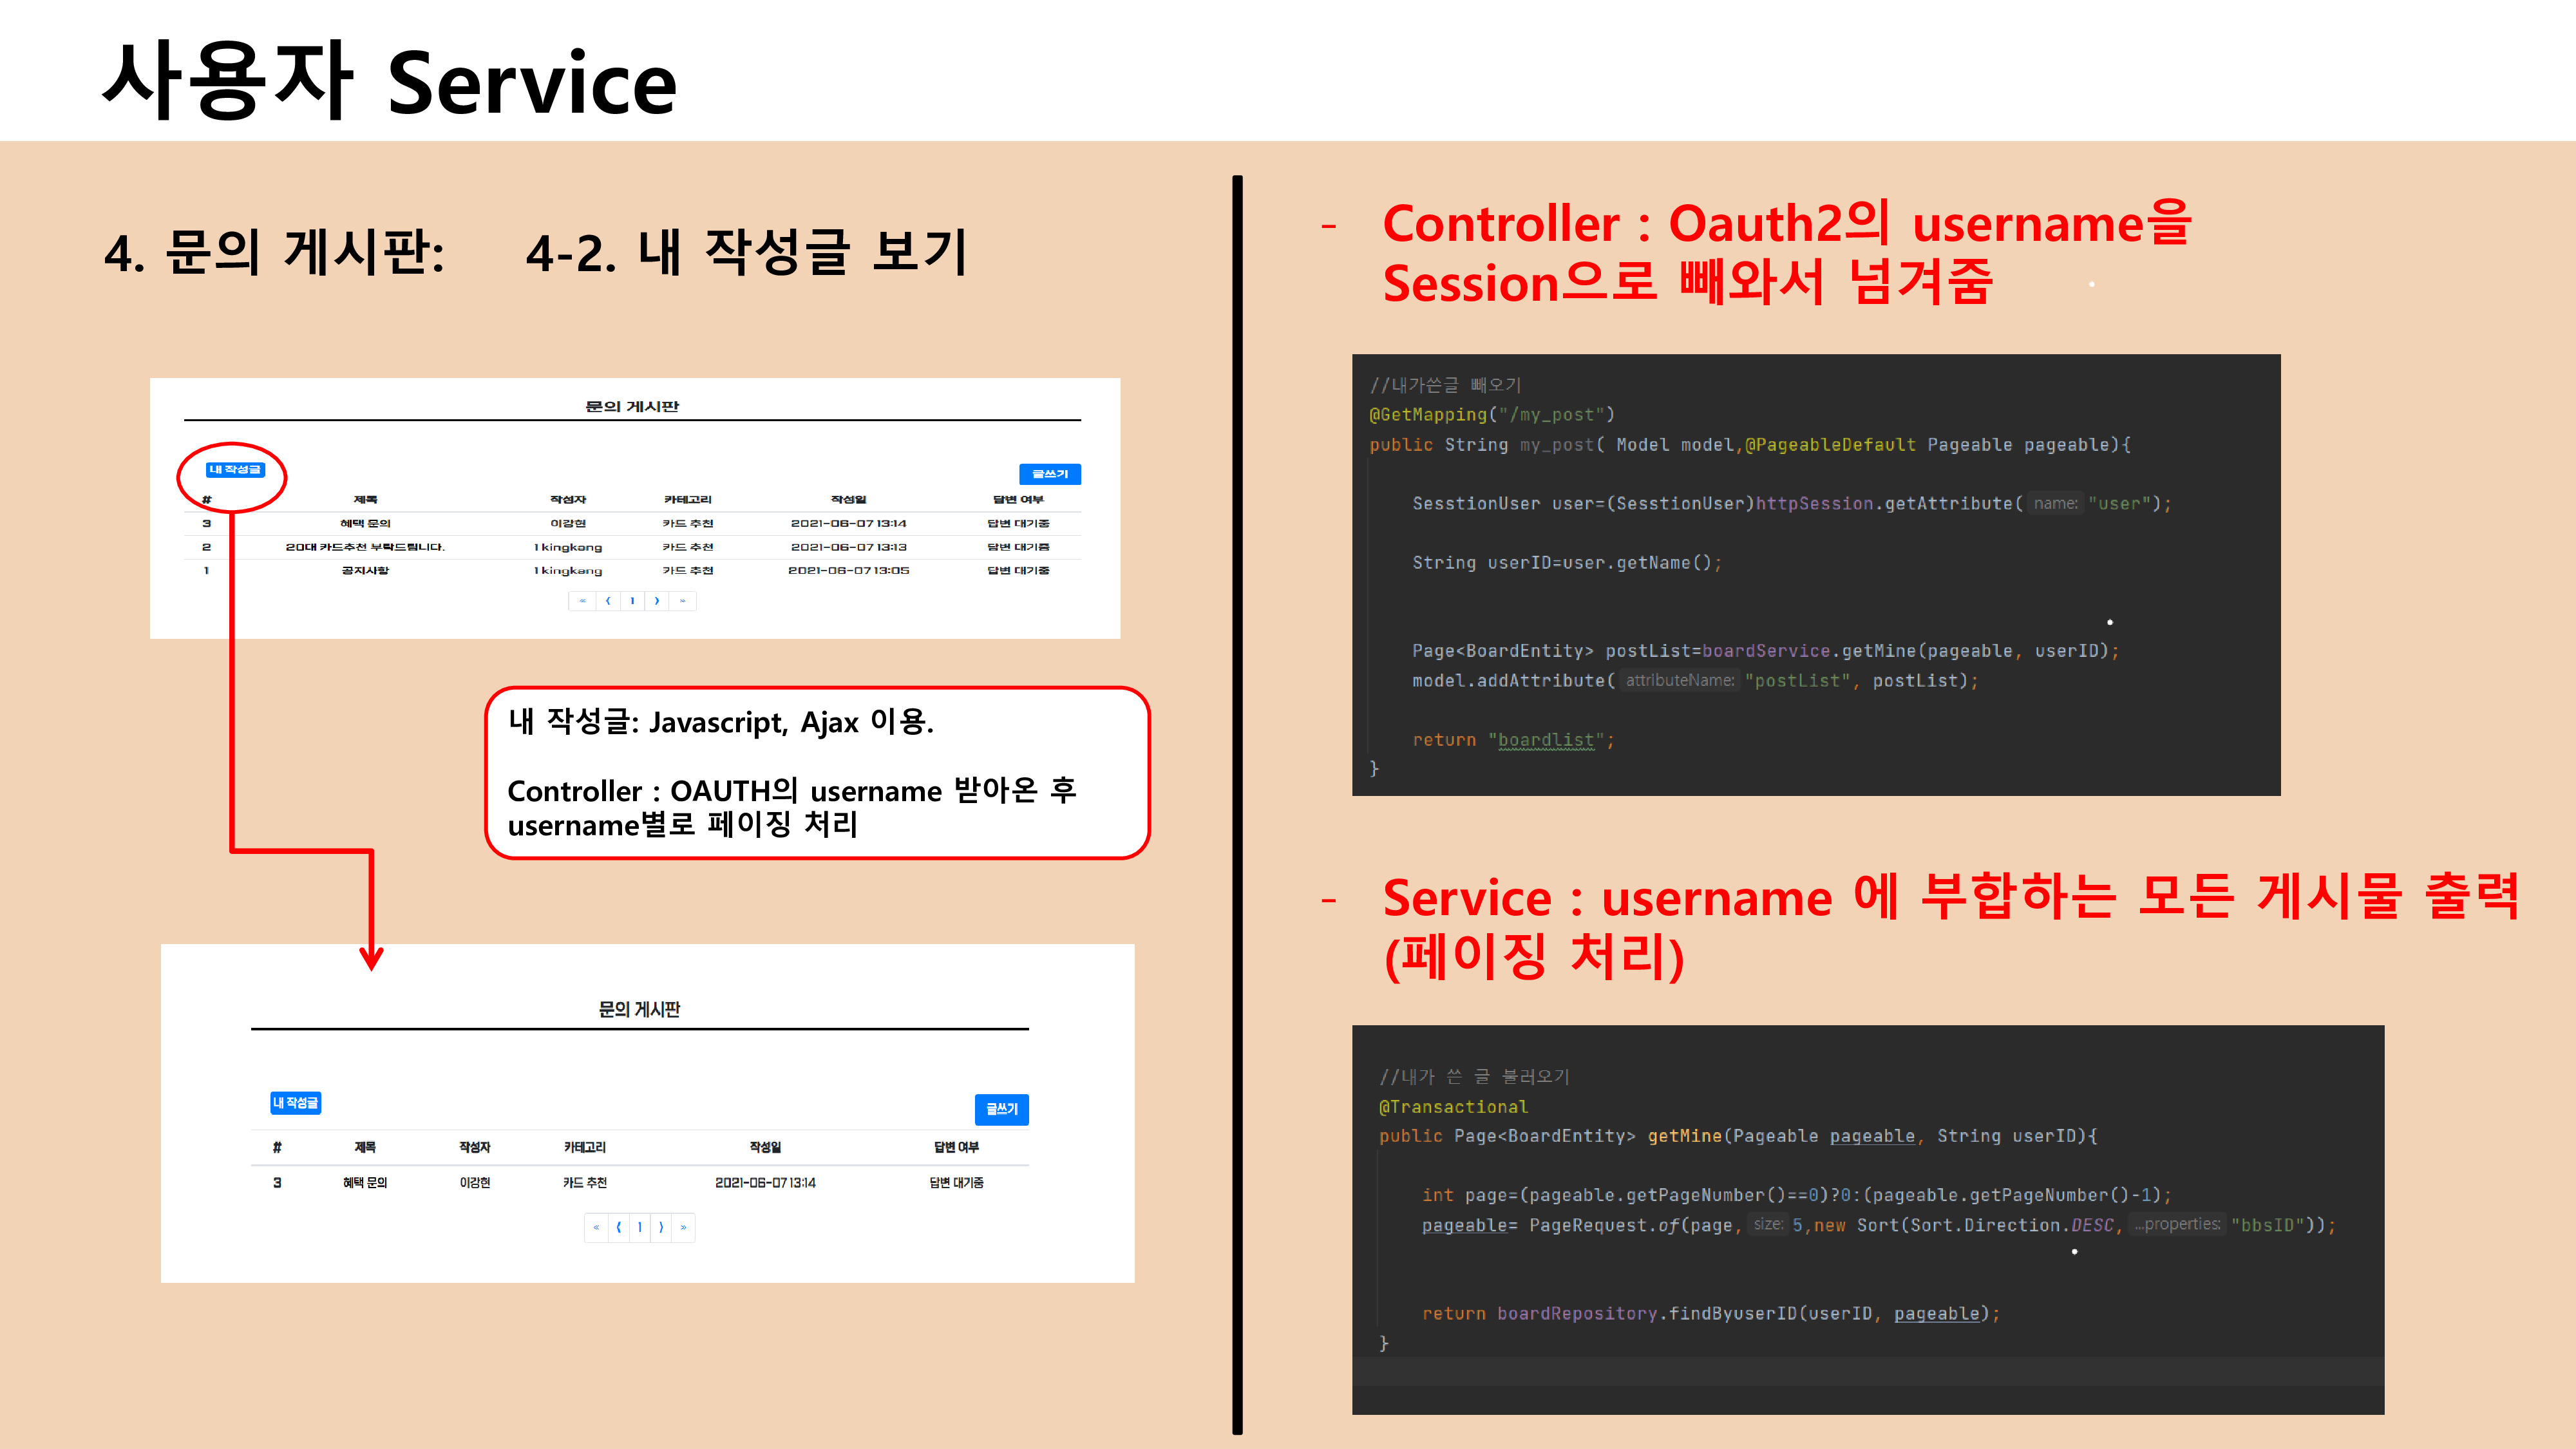 사용자 Service
4. 문의 게시판: 4-2. 내 작성글 보기
문의 게시판
내 작성글
글쓰기
# 제목 작성자 카테고리 작성일 답변 여부
3 혜택 문의 이강현 카드 추천 2021-06-07 13:14 답변 대기중
2 20대 카드추천 부탁드립니다. 1kingkang 카드 추천 2021-06-07 13:13 답변 대기중
1 공지사항 1kingkang 카드 추천 2021-06-07 13:05 답변 대기중
« ⟨ 1 ⟩ »
내 작성글: Javascript, Ajax 이용.
Controller : OAUTH의 username 받아온 후
username별로 페이징 처리
문의 게시판
내 작성글
글쓰기
# 제목 작성자 카테고리 작성일 답변 여부
3 혜택 문의 이강현 카드 추천 2021-06-07 13:14 답변 대기중
« ⟨ 1 ⟩ »
- Controller : Oauth2의 username을
Session으로 빼와서 넘겨줌
//내가쓴글 빼오기
@GetMapping("/my_post")
public String my_post( Model model,@PageableDefault Pageable pageable){
SesstionUser user=(SesstionUser)httpSession.getAttribute( name: "user");
String userID=user.getName();
Page<BoardEntity> postList=boardService.getMine(pageable, userID);
model.addAttribute( attributeName: "postList", postList);
return "boardlist";
}
- Service : username 에 부합하는 모든 게시물 출력
(페이징 처리)
//내가 쓴 글 불러오기
@Transactional
public Page<BoardEntity> getMine(Pageable pageable, String userID){
int page=(pageable.getPageNumber()==0)?0:(pageable.getPageNumber()-1);
pageable= PageRequest.of(page, size: 5,new Sort(Sort.Direction.DESC, ...properties: "bbsID"));
return boardRepository.findByuserID(userID, pageable);
}